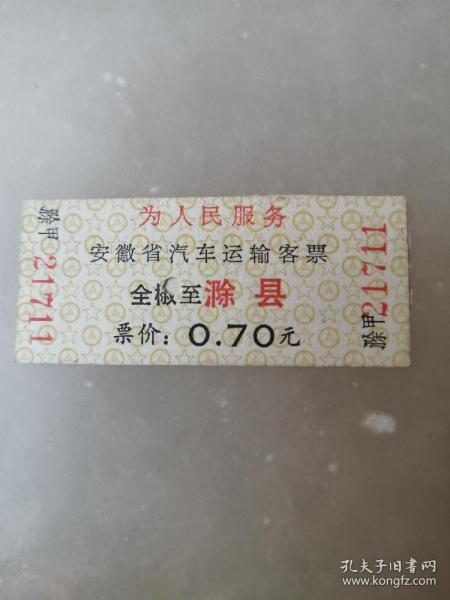 为人民服务
安徽省汽车运输客票
全椒至滁县
票价：0.70元
滁甲 21711
滁甲 21711
孔夫子旧书网
www.kongfz.com